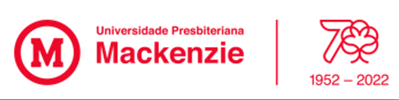 M
Universidade Presbiteriana
Mackenzie
70
1952 – 2022